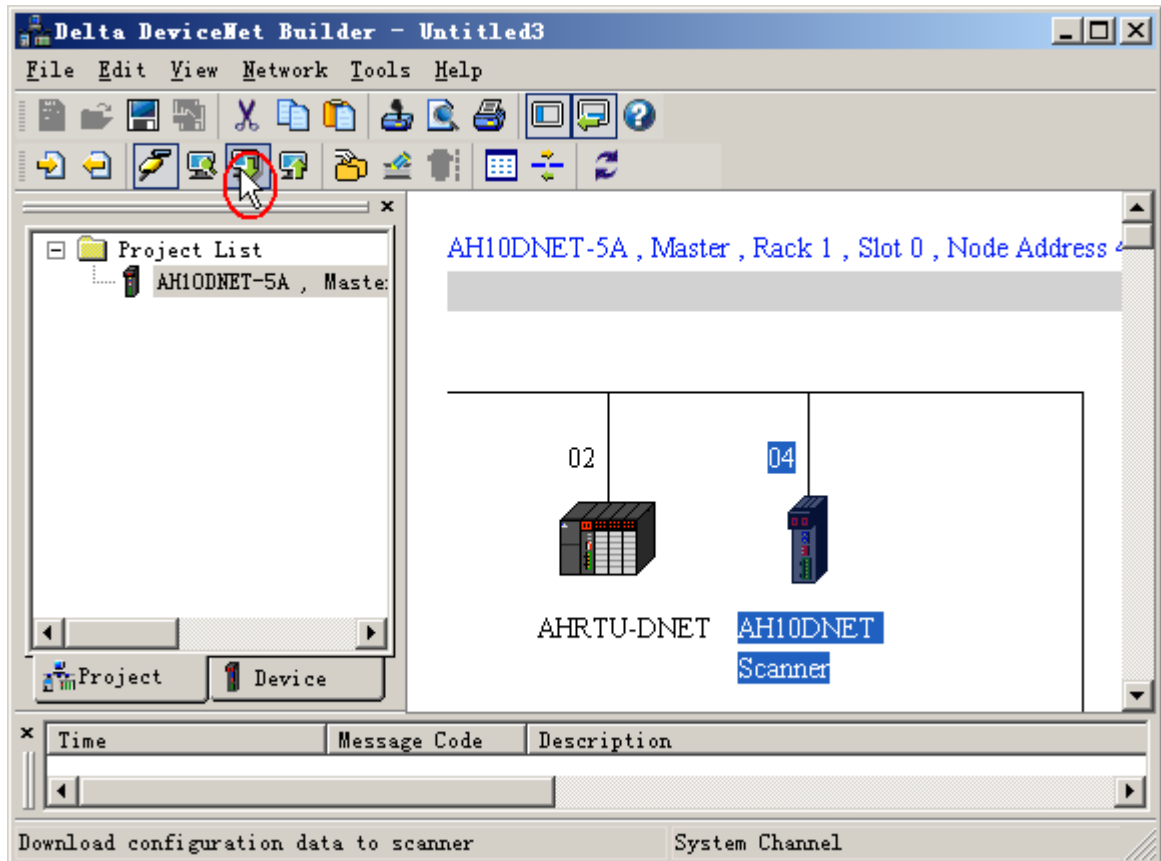 Delta DeviceNet Builder - Untitled3
File Edit View Network Tools Help
Project List
AH10DNET-5A , Maste
Project
Device
AH10DNET-5A , Master , Rack 1 , Slot 0 , Node Address 4
02
04
AHRTU-DNET
AH10DNET
Scanner
Time
Message Code
Description
Download configuration data to scanner
System Channel